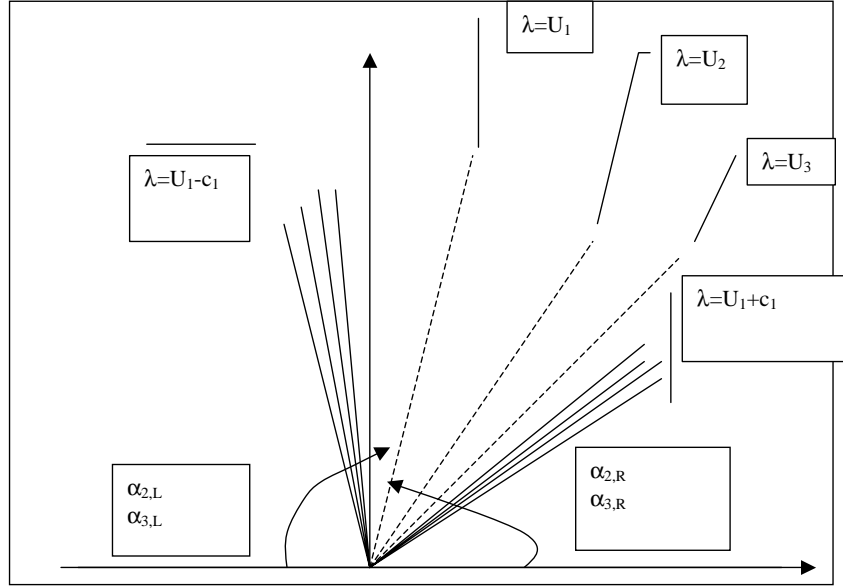 λ=U₁
λ=U₂
λ=U₃
λ=U₁-c₁
λ=U₁+c₁
α₂,L
α₃,L
α₂,R
α₃,R